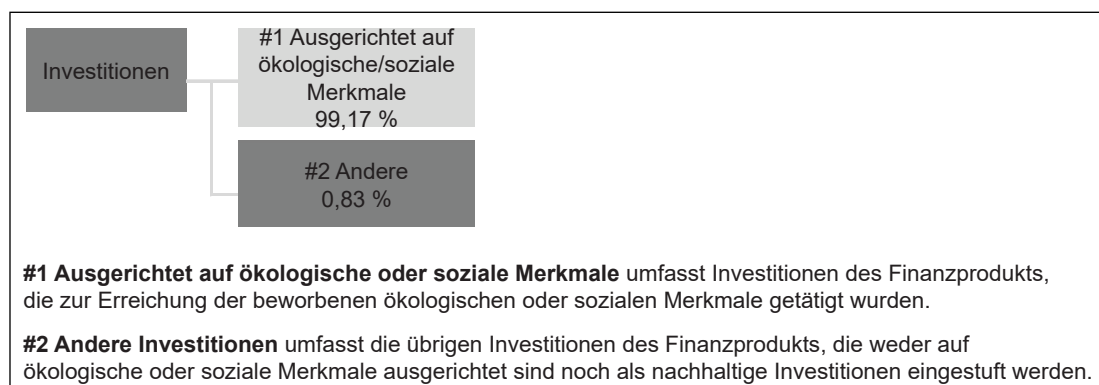 Investitionen
#1 Ausgerichtet auf
ökologische/soziale
Merkmale
99,17 %
#2 Andere
0,83 %
#1 Ausgerichtet auf ökologische oder soziale Merkmale umfasst Investitionen des Finanzprodukts,
die zur Erreichung der beworbenen ökologischen oder sozialen Merkmale getätigt wurden.
#2 Andere Investitionen umfasst die übrigen Investitionen des Finanzprodukts, die weder auf
ökologische oder soziale Merkmale ausgerichtet sind noch als nachhaltige Investitionen eingestuft werden.